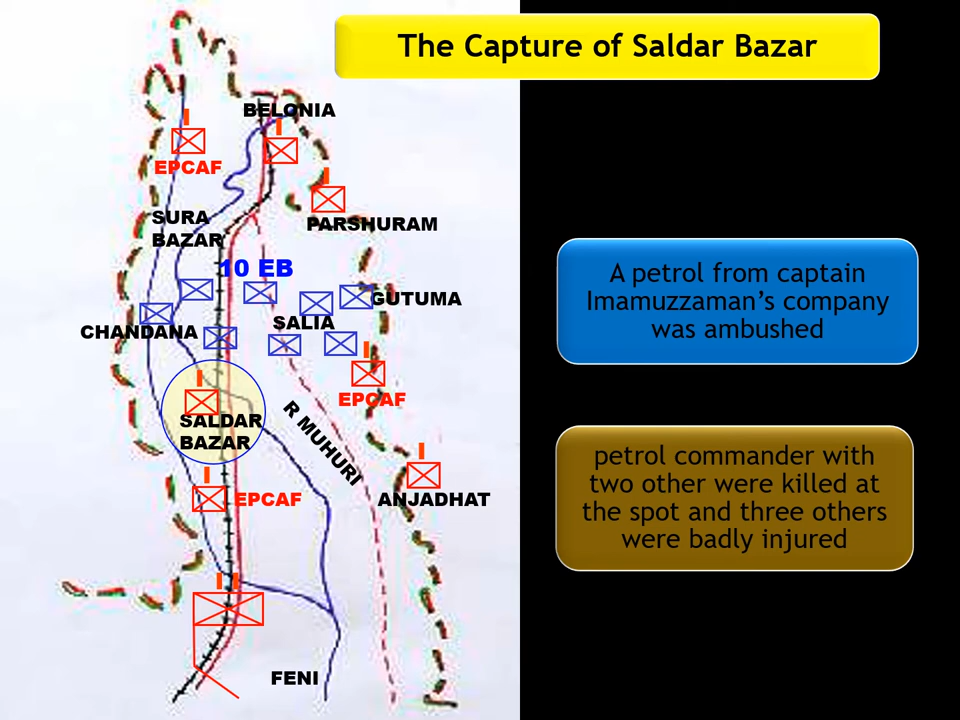 The Capture of Saldar Bazar
BELONIA
EPCAF
SURA
BAZAR
PARSHURAM
10 EB
GUTUMA
CHANDANA
SALIA
EPCAF
SALDAR
BAZAR
R MUHURI
EPCAF
ANJADHAT
FENI
A petrol from captain
Imamuzzaman’s company
was ambushed
petrol commander with
two other were killed at
the spot and three others
were badly injured